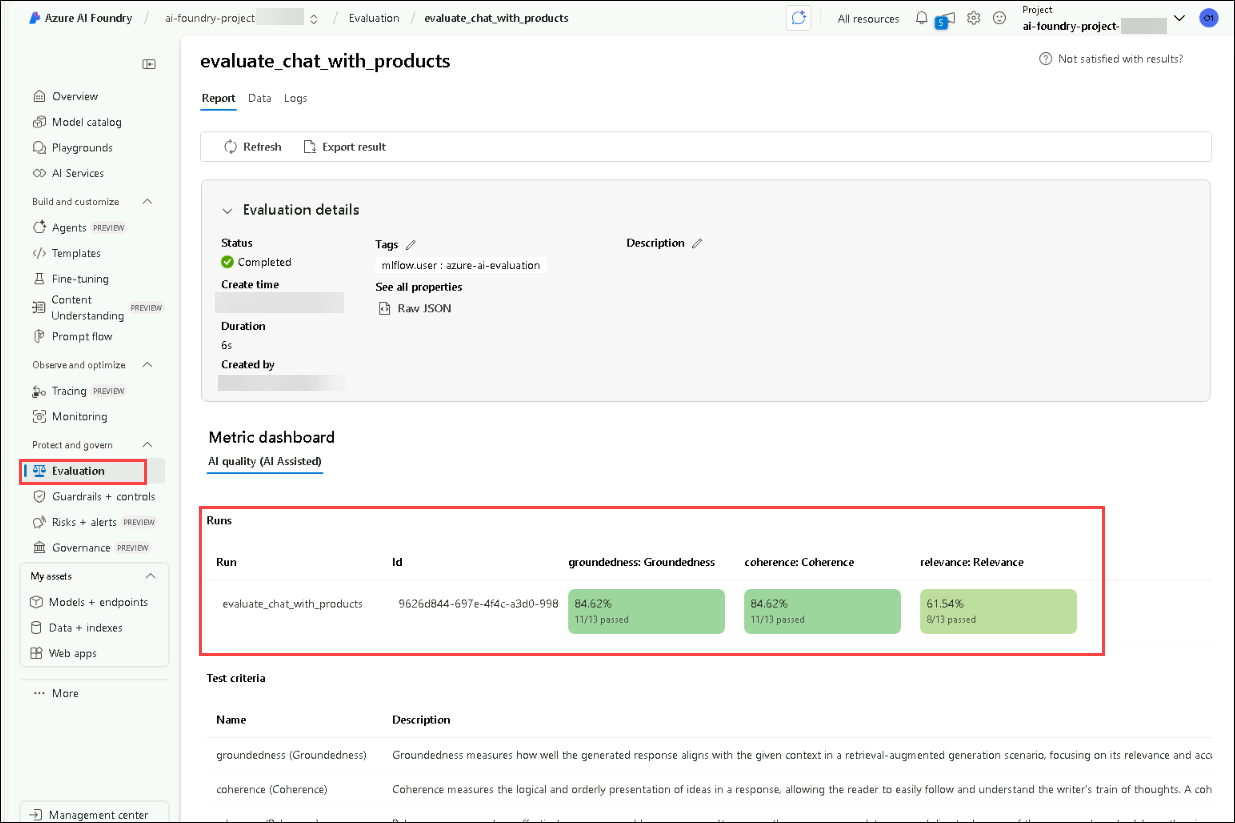 Azure AI Foundry / ai-foundry-project- / Evaluation / evaluate_chat_with_products
All resources 5 Project
ai-foundry-project- O1
evaluate_chat_with_products
Not satisfied with results?
Report Data Logs
Refresh Export result
Overview
Model catalog
Playgrounds
AI Services
Build and customize
Agents PREVIEW
Templates
Fine-tuning
Content
Understanding PREVIEW
Prompt flow
Observe and optimize
Tracing PREVIEW
Monitoring
Protect and govern
Evaluation
Guardrails + controls
Risks + alerts PREVIEW
Governance PREVIEW
My assets
Models + endpoints
Data + indexes
Web apps
More
Management center
Evaluation details
Status
Completed
Create time
Duration
6s
Created by
Tags
mlflow.user : azure-ai-evaluation
See all properties
Raw JSON
Description
Metric dashboard
AI quality (AI Assisted)
Runs
Run Id groundedness: Groundedness coherence: Coherence relevance: Relevance
evaluate_chat_with_products 9626d844-697e-4f4c-a3d0-998 84.62% 84.62% 61.54%
11/13 passed 11/13 passed 8/13 passed
Test criteria
Name Description
groundedness (Groundedness) Groundedness measures how well the generated response aligns with the given context in a retrieval-augmented generation scenario, focusing on its relevance and acc
coherence (Coherence) Coherence measures the logical and orderly presentation of ideas in a response, allowing the reader to easily follow and understand the writer's train of thoughts. A coh